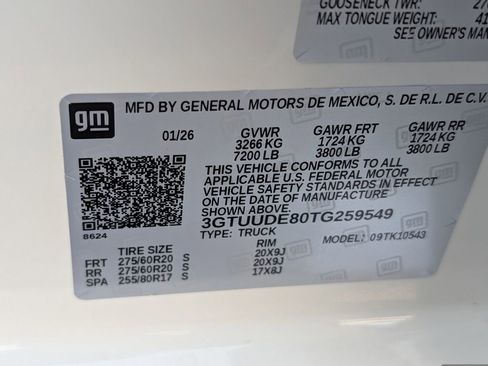 GOOSENECK TWR:
MAX TONGUE WEIGHT: 41
SEE OWNER'S MAN
gm
MFD BY GENERAL MOTORS DE MEXICO, S. DE R.L. DE C.V.
01/26 GVWR GAWR FRT GAWR RR
3266 KG 1724 KG 1724 KG
7200 LB 3800 LB 3800 LB
THIS VEHICLE CONFORMS TO ALL
APPLICABLE U.S. FEDERAL MOTOR
VEHICLE SAFETY STANDARDS IN EFFECT
ON THE DATE OF MANUFACTURE
SHOWN ABOVE.
3GTUUDE80TG259549
TYPE: TRUCK MODEL: 09TK10543
8624
TIRE SIZE RIM
FRT 275/60R20 S 20X9J
RR 275/60R20 S 20X9J
SPA 255/80R17 S 17X8J